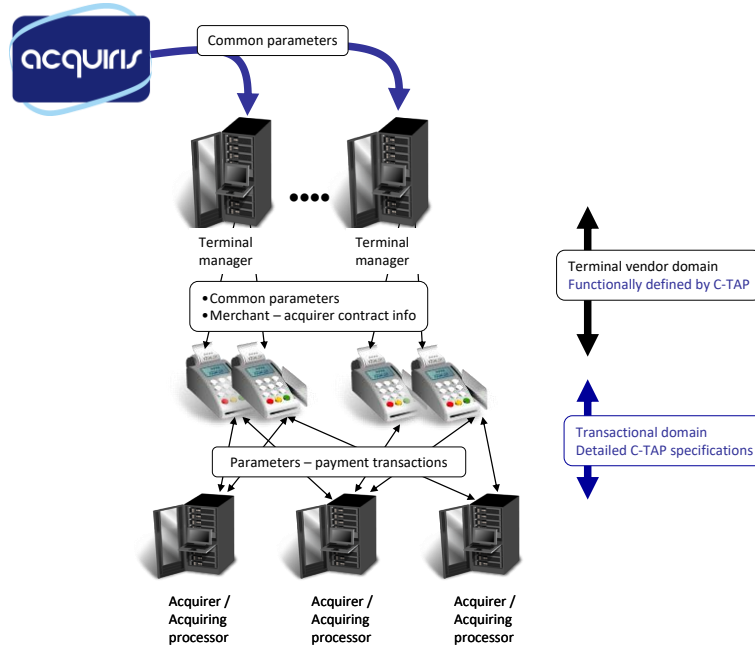 acquiris
Common parameters
Terminal
manager
Terminal
manager
Terminal vendor domain
Functionally defined by C-TAP
•Common parameters
•Merchant – acquirer contract info
Transactional domain
Detailed C-TAP specifications
Parameters – payment transactions
Acquirer /
Acquiring
processor
Acquirer /
Acquiring
processor
Acquirer /
Acquiring
processor